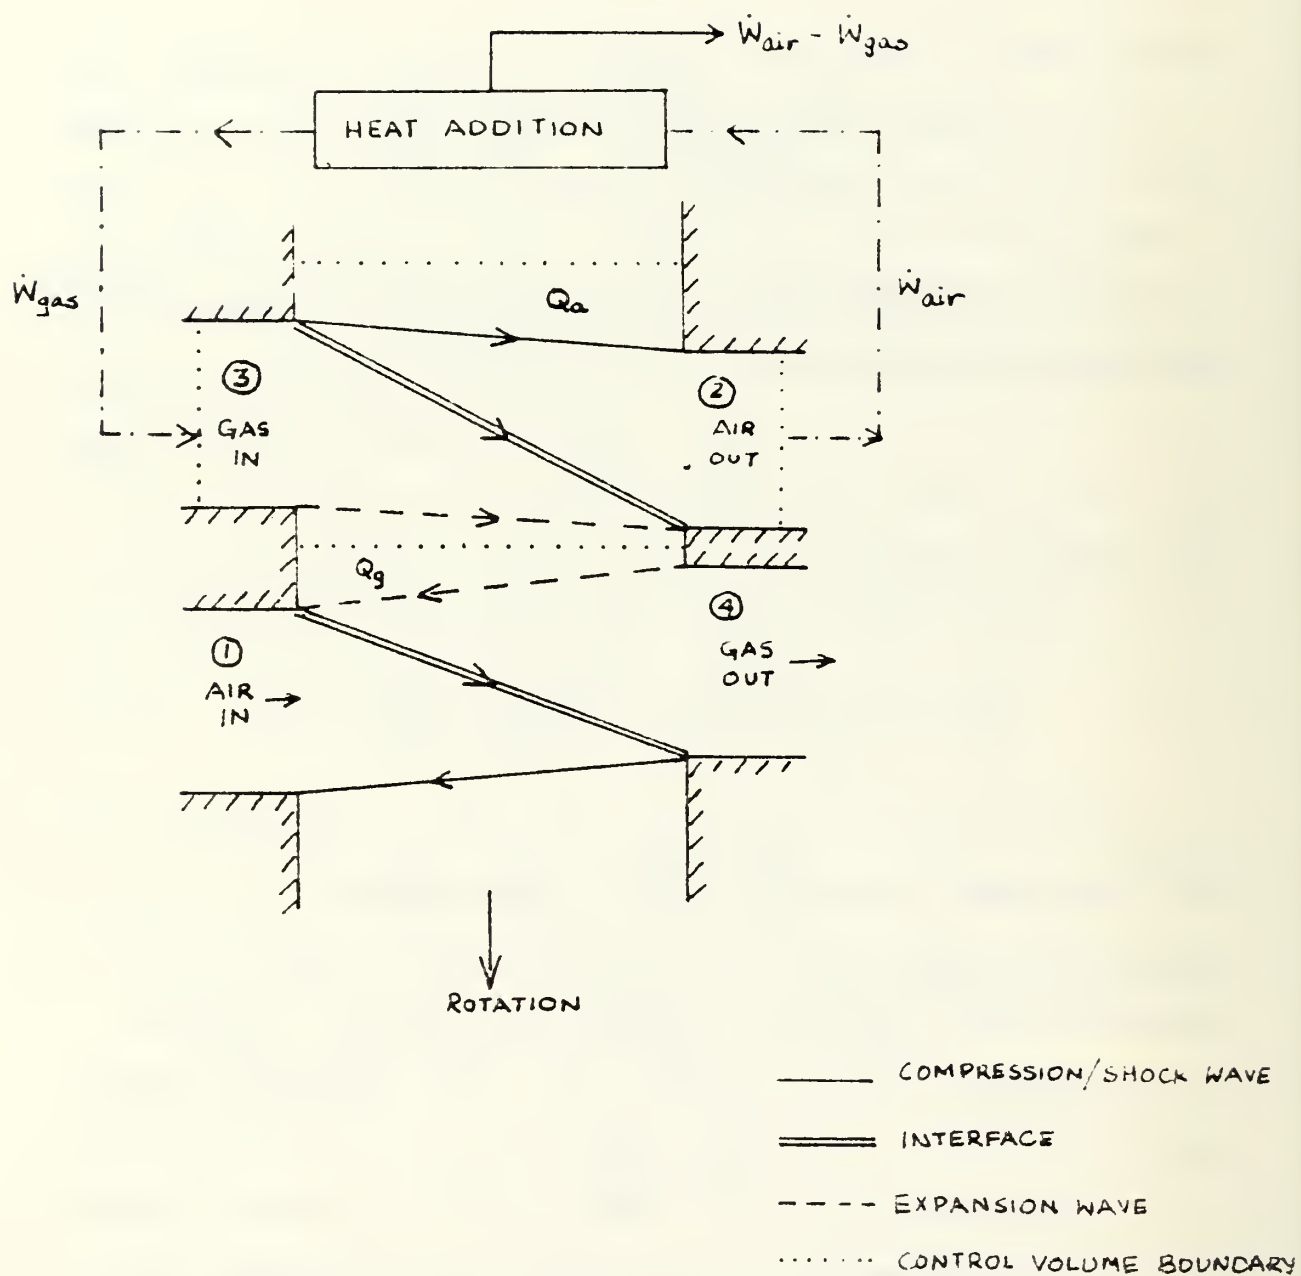 Ẇair - Ẇgas
HEAT ADDITION
Ẇgas
Qa
Ẇair
③
GAS
IN
②
AIR
OUT
Qg
①
AIR
IN
④
GAS
OUT
ROTATION
COMPRESSION/SHOCK WAVE
INTERFACE
EXPANSION WAVE
CONTROL VOLUME BOUNDARY